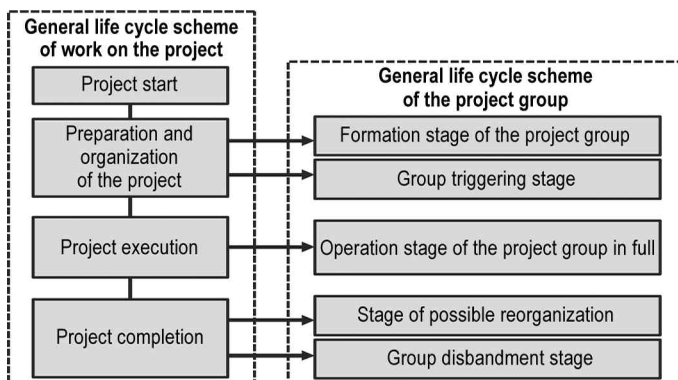 General life cycle scheme
of work on the project
Project start
Preparation and
organization
of the project
Project execution
Project completion
General life cycle scheme
of the project group
Formation stage of the project group
Group triggering stage
Operation stage of the project group in full
Stage of possible reorganization
Group disbandment stage